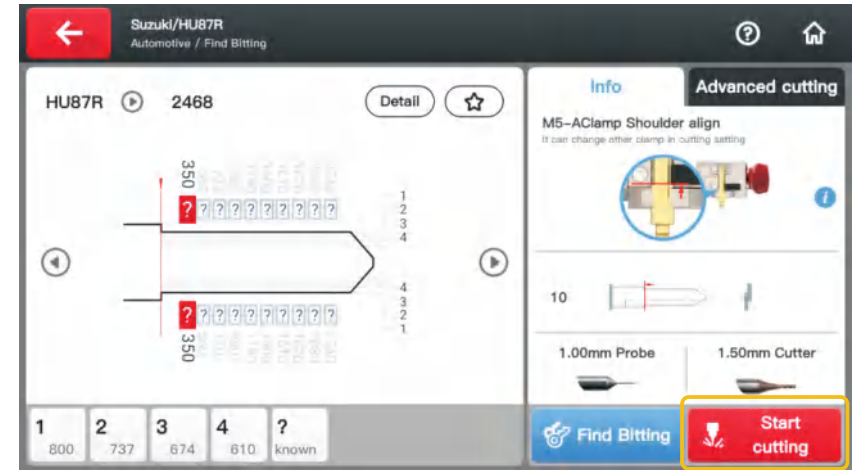 Suzuki/HU87R
Automotive / Find Bitting
HU87R 2468 Detail
Info Advanced cutting
M5-AClamp Shoulder align
It can change other clamp in cutting setting
350
? ? ? ? ? ? ? ? ? ?
1
2
3
4
4
3
2
1
? ? ? ? ? ? ? ? ? ?
350
10
1.00mm Probe 1.50mm Cutter
1 800
2 737
3 674
4 610
? known
Find Bitting
Start
cutting